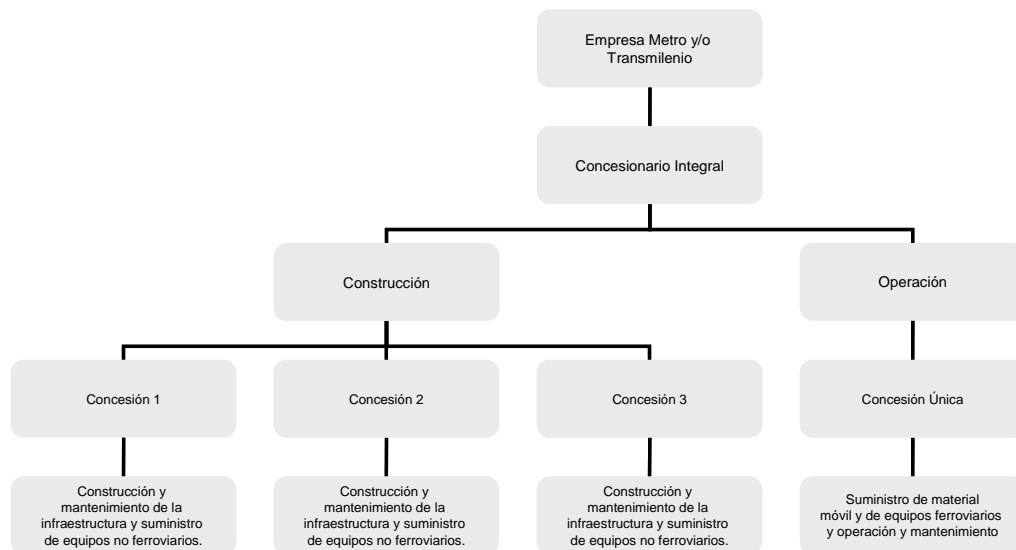 Empresa Metro y/o
Transmilenio
Concesionario Integral
Construcción
Operación
Concesión 1
Concesión 2
Concesión 3
Concesión Única
Construcción y
mantenimiento de la
infraestructura y suministro
de equipos no ferroviarios.
Construcción y
mantenimiento de la
infraestructura y suministro
de equipos no ferroviarios.
Construcción y
mantenimiento de la
infraestructura y suministro
de equipos no ferroviarios.
Suministro de material
móvil y de equipos ferroviarios
y operación y mantenimiento